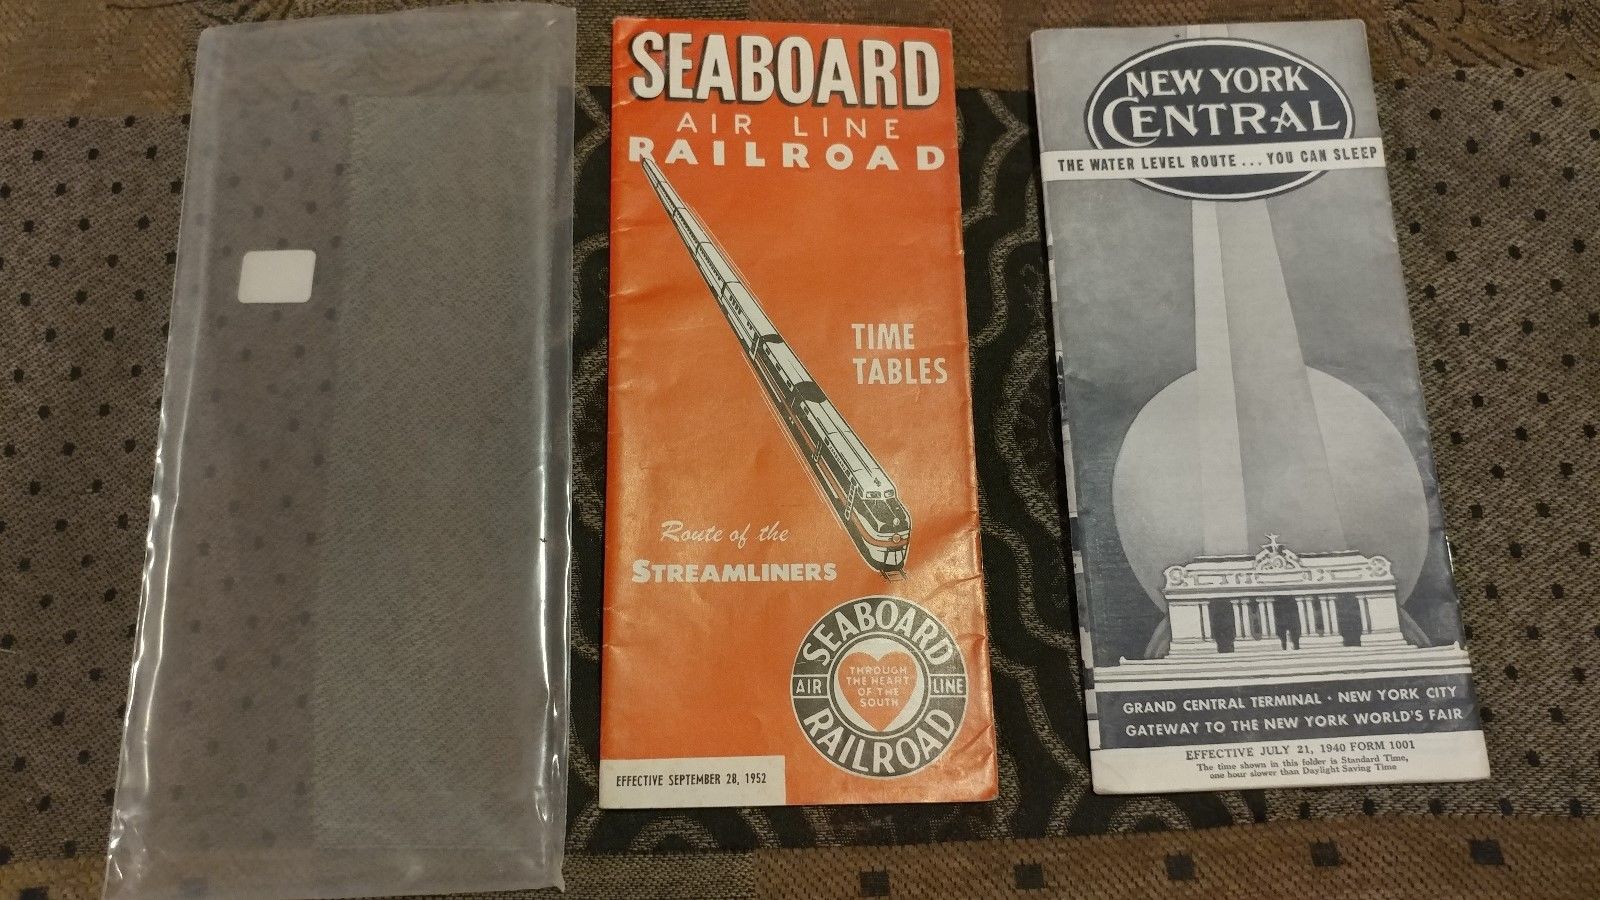 SEABOARD
AIR LINE
RAILROAD
TIME
TABLES
Route of the
STREAMLINERS
SEABOARD
AIR LINE
RAILROAD
THROUGH
THE HEART
OF THE
SOUTH
EFFECTIVE SEPTEMBER 28, 1952
NEW YORK
CENTRAL
THE WATER LEVEL ROUTE... YOU CAN SLEEP
GRAND CENTRAL TERMINAL • NEW YORK CITY
GATEWAY TO THE NEW YORK WORLD'S FAIR
EFFECTIVE JULY 21, 1940 FORM 1001
The time shown in this folder is Standard Time,
one hour slower than Daylight Saving Time